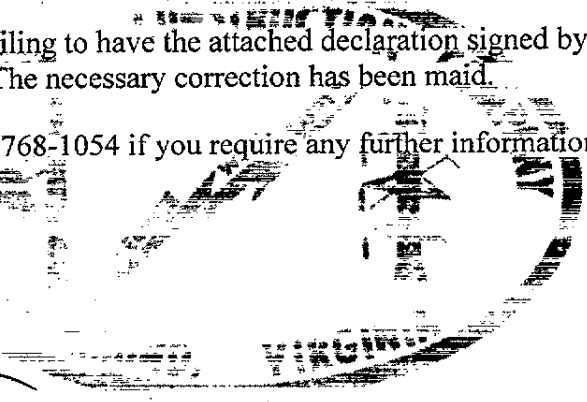 iling to have the attached declaration signed by
The necessary correction has been maid.
768-1054 if you require any further information
VIRGIN